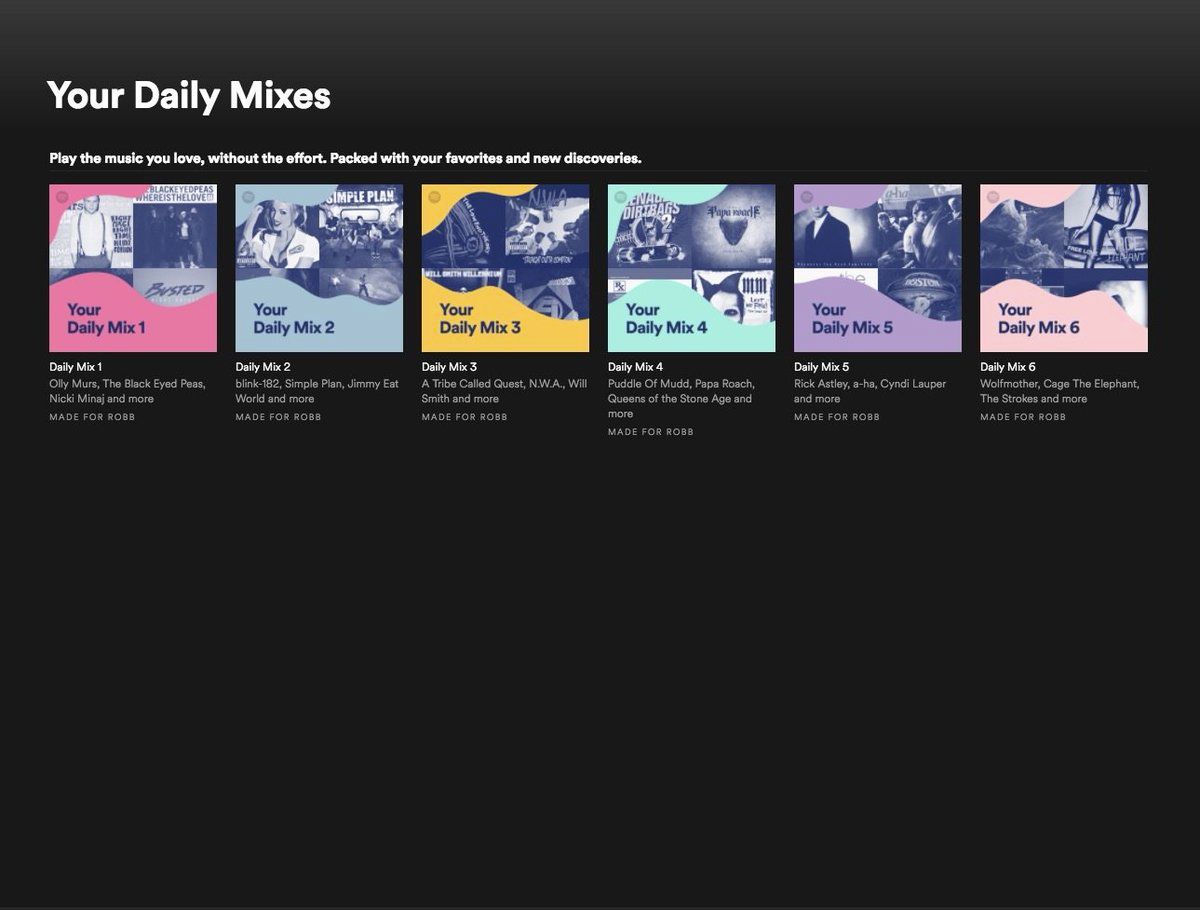 Your Daily Mixes
Play the music you love, without the effort. Packed with your favorites and new discoveries.
BLACKEYEDPEAS
WHEREISTHELOVE
BUSTED
Your
Daily Mix 1
Daily Mix 1
Olly Murs, The Black Eyed Peas,
Nicki Minaj and more
MADE FOR ROBB
SIMPLE PLAN
Your
Daily Mix 2
Daily Mix 2
blink-182, Simple Plan, Jimmy Eat
World and more
MADE FOR ROBB
N.W.A
WILL SMITH WILLENNIUM
Your
Daily Mix 3
Daily Mix 3
A Tribe Called Quest, N.W.A., Will
Smith and more
MADE FOR ROBB
DIRTBAGS
Papa roach
Your
Daily Mix 4
Daily Mix 4
Puddle Of Mudd, Papa Roach,
Queens of the Stone Age and
more
MADE FOR ROBB
a-ha
the
BOSTON
Your
Daily Mix 5
Daily Mix 5
Rick Astley, a-ha, Cyndi Lauper
and more
MADE FOR ROBB
ELEPHANT
Your
Daily Mix 6
Daily Mix 6
Wolfmother, Cage The Elephant,
The Strokes and more
MADE FOR ROBB